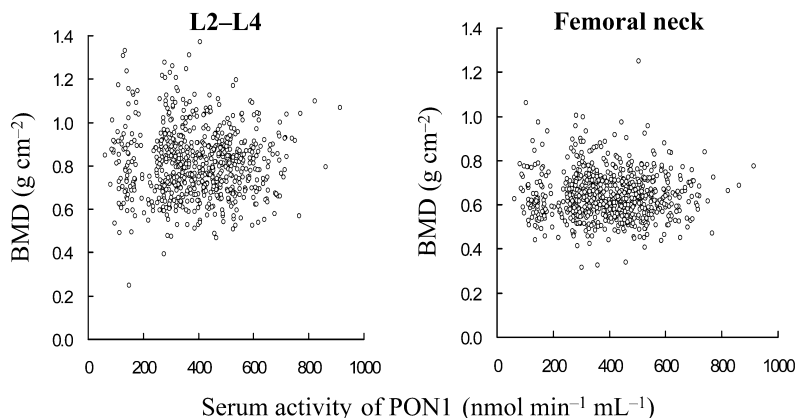 L2–L4
Femoral neck
BMD (g cm⁻²)
1.4
1.2
1.0
0.8
0.6
0.4
0.2
0.0
0 200 400 600 800 1000
BMD (g cm⁻²)
1.4
1.2
1.0
0.8
0.6
0.4
0.2
0.0
0 200 400 600 800 1000
Serum activity of PON1 (nmol min⁻¹ mL⁻¹)